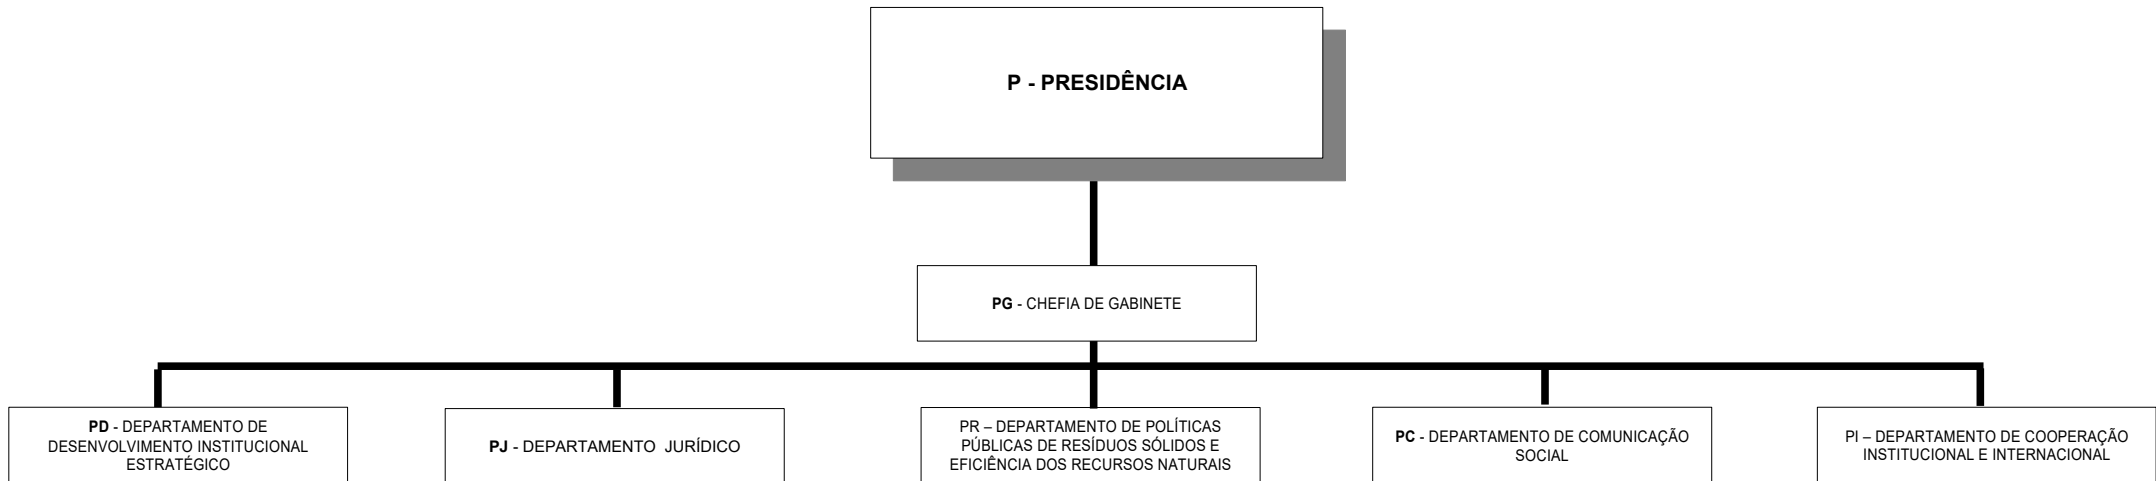 P - PRESIDÊNCIA
PG - CHEFIA DE GABINETE
PD - DEPARTAMENTO DE
DESENVOLVIMENTO INSTITUCIONAL
ESTRATÉGICO
PJ - DEPARTAMENTO JURÍDICO
PR – DEPARTAMENTO DE POLÍTICAS
PÚBLICAS DE RESÍDUOS SÓLIDOS E
EFICIÊNCIA DOS RECURSOS NATURAIS
PC - DEPARTAMENTO DE COMUNICAÇÃO
SOCIAL
PI – DEPARTAMENTO DE COOPERAÇÃO
INSTITUCIONAL E INTERNACIONAL